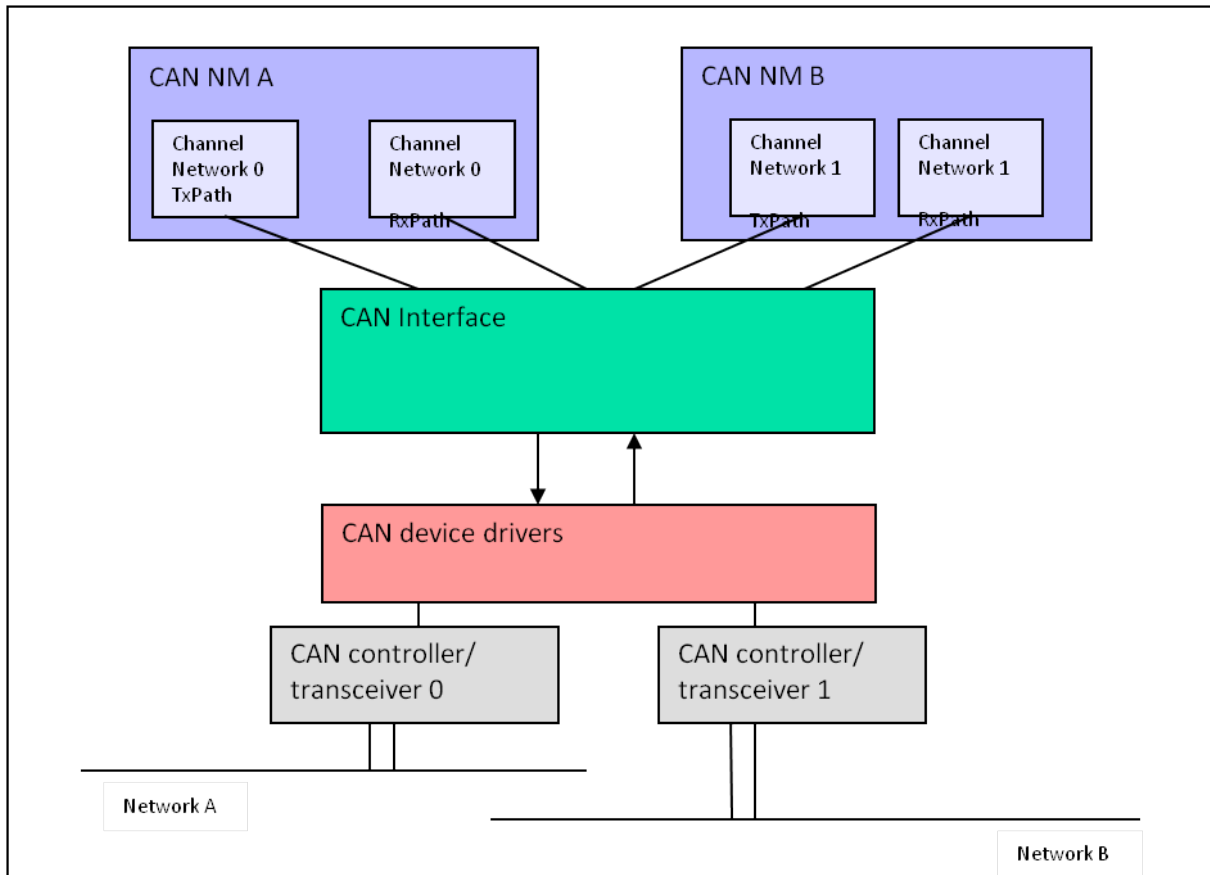 CAN NM A
Channel
Network 0
TxPath
Channel
Network 0
RxPath
CAN NM B
Channel
Network 1
TxPath
Channel
Network 1
RxPath
CAN Interface
CAN device drivers
CAN controller/
transceiver 0
CAN controller/
transceiver 1
Network A
Network B